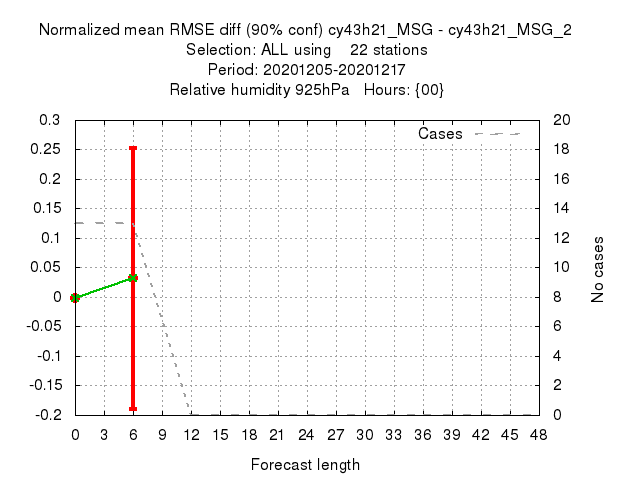 Normalized mean RMSE diff (90% conf) cy43h21_MSG - cy43h21_MSG_2
Selection: ALL using    22 stations
Period: 20201205-20201217
Relative humidity 925hPa   Hours: {00}
Cases
0.3
0.25
0.2
0.15
0.1
0.05
0
-0.05
-0.1
-0.15
-0.2
20
18
16
14
12
10
8
6
4
2
0
No cases
0 3 6 9 12 15 18 21 24 27 30 33 36 39 42 45 48
Forecast length